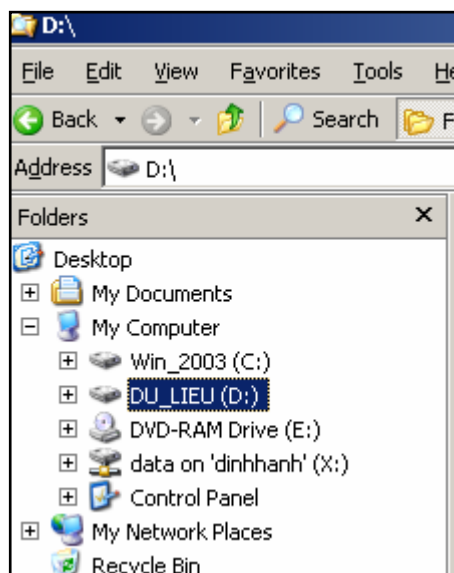 D:\
File Edit View Favorites Tools
Back Search
Address D:\
Folders
Desktop
My Documents
My Computer
Win_2003 (C:)
DU_LIEU (D:)
DVD-RAM Drive (E:)
data on 'dinhhanh' (X:)
Control Panel
My Network Places
Recycle Bin